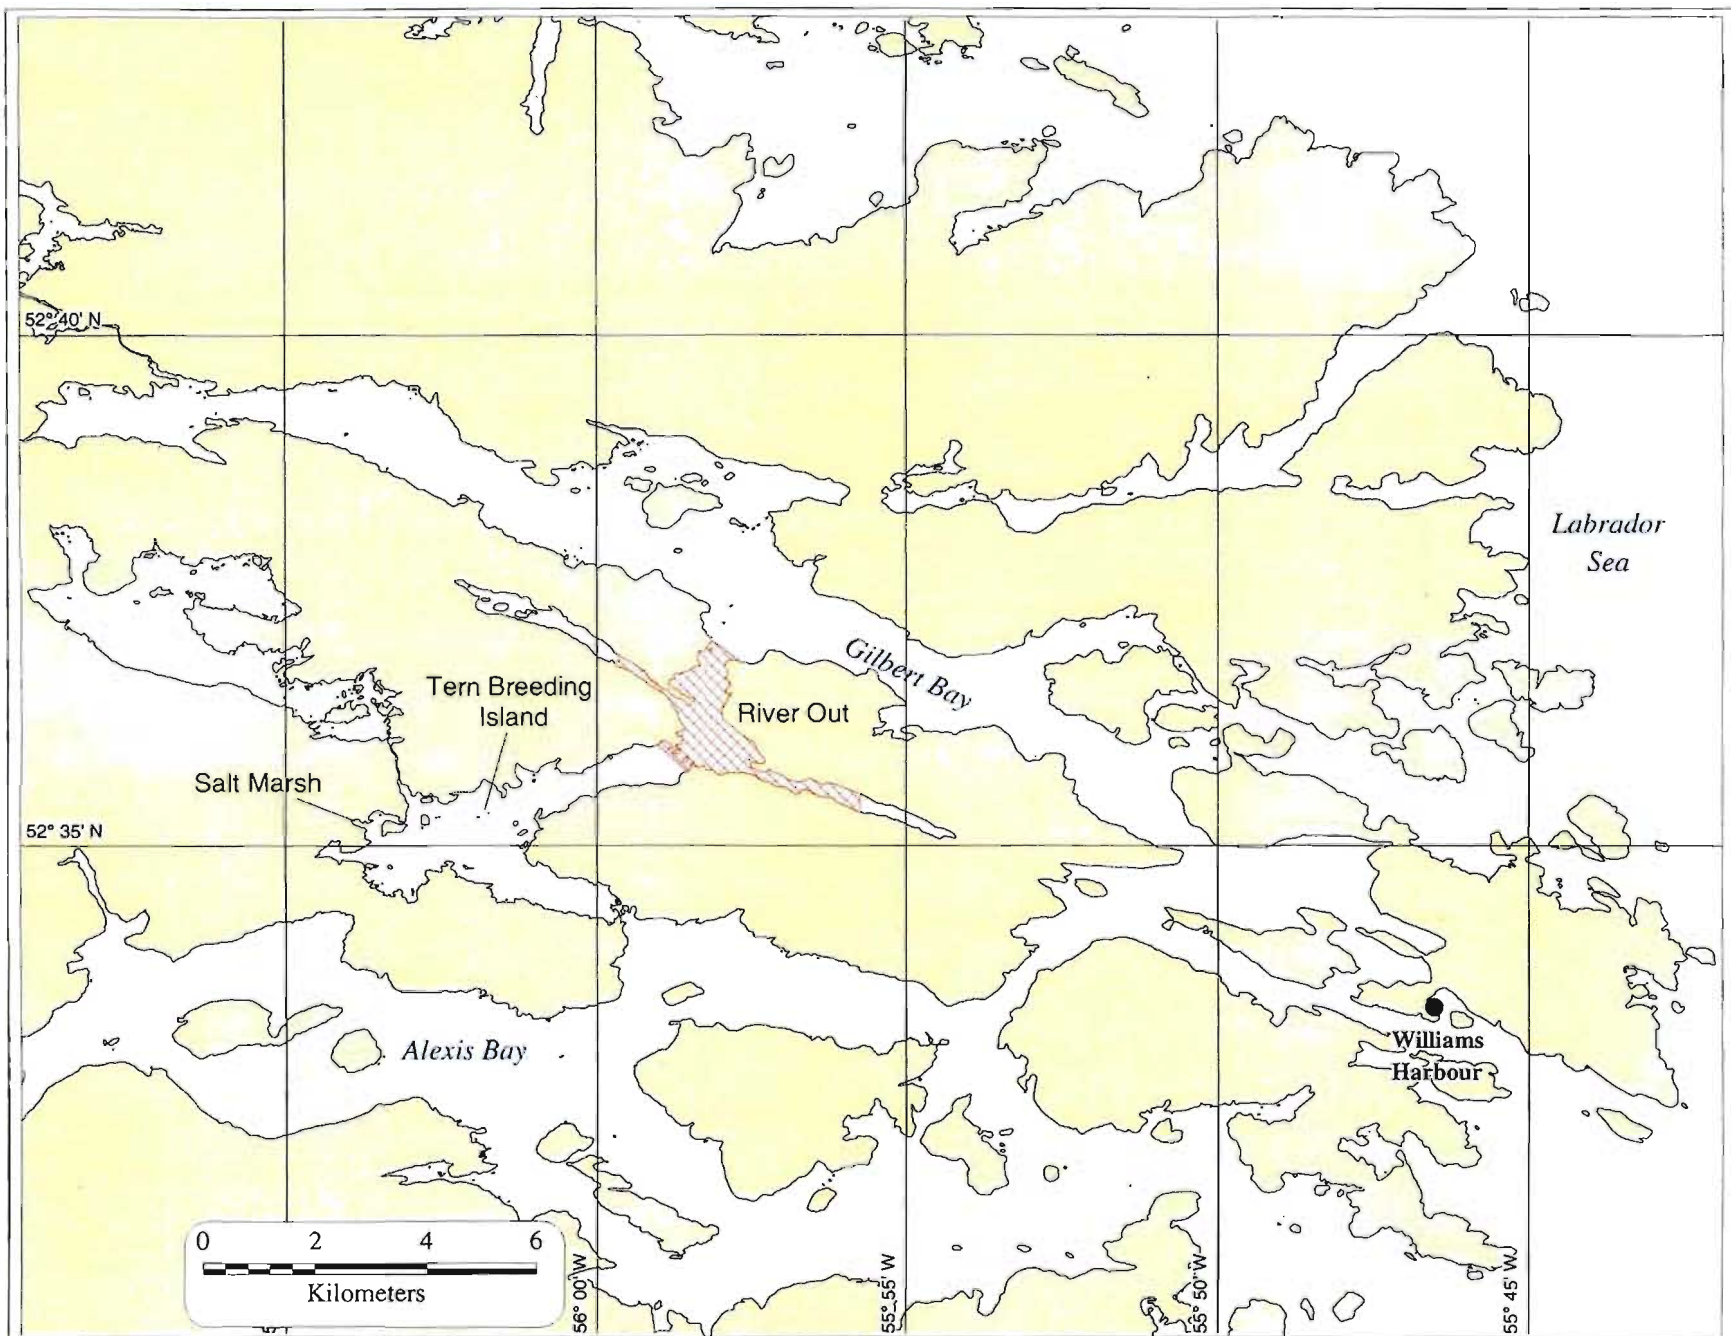 52° 40' N
Labrador
Sea
Gilbert Bay
Tern Breeding
Island
River Out
Salt Marsh
52° 35' N
Alexis Bay
Williams
Harbour
0 2 4 6
Kilometers
56° 00' W
55° 55' W
55° 50' W
55° 45' W